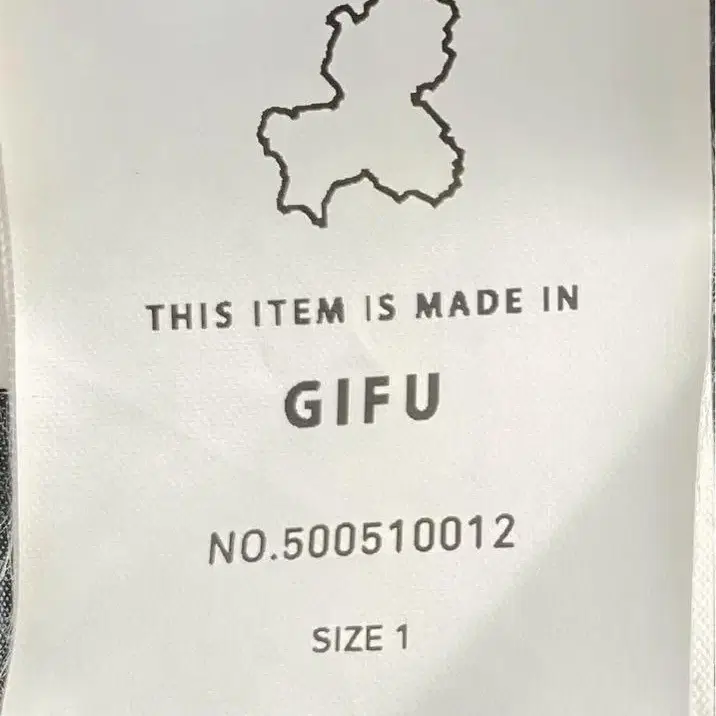 THIS ITEM IS MADE IN
GIFU
NO.500510012
SIZE 1